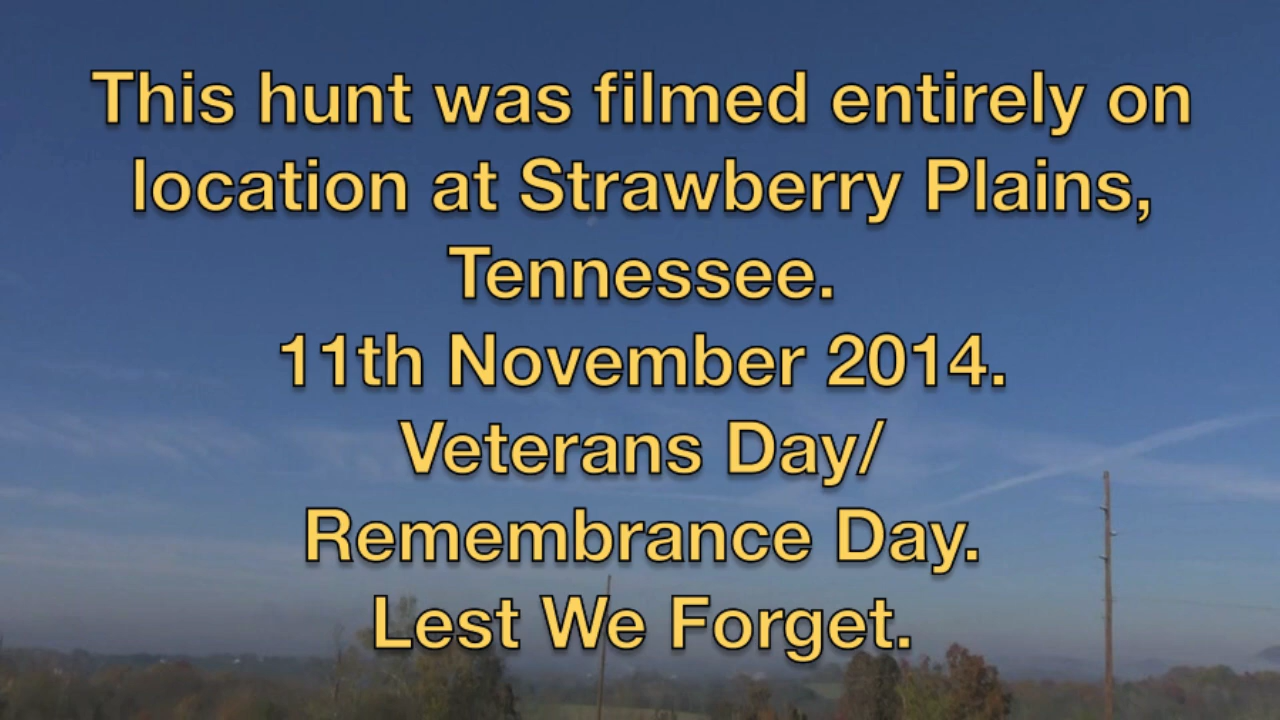 This hunt was filmed entirely on
location at Strawberry Plains,
Tennessee.
11th November 2014.
Veterans Day/
Remembrance Day.
Lest We Forget.